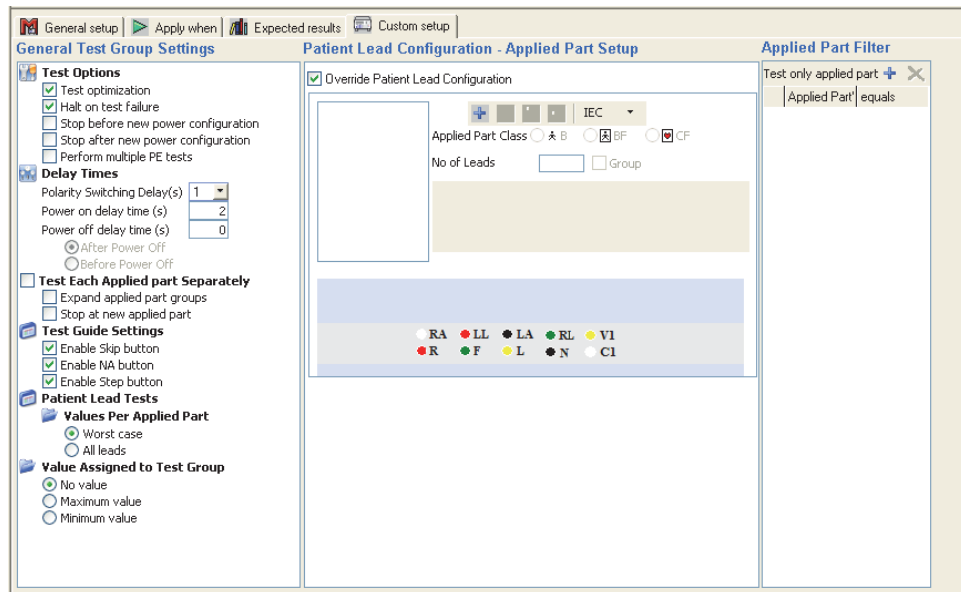 General setup Apply when Expected results Custom setup
General Test Group Settings
Test Options
Test optimization
Halt on test failure
Stop before new power configuration
Stop after new power configuration
Perform multiple PE tests
Delay Times
Polarity Switching Delay(s) 1
Power on delay time (s) 2
Power off delay time (s) 0
After Power Off
Before Power Off
Test Each Applied part Separately
Expand applied part groups
Stop at new applied part
Test Guide Settings
Enable Skip button
Enable NA button
Enable Step button
Patient Lead Tests
Values Per Applied Part
Worst case
All leads
Value Assigned to Test Group
No value
Maximum value
Minimum value
Patient Lead Configuration - Applied Part Setup
Override Patient Lead Configuration
IEC
Applied Part Class B BF CF
No of Leads Group
RA LL LA RL V1
R F L N C1
Applied Part Filter
Test only applied part
Applied Part' equals